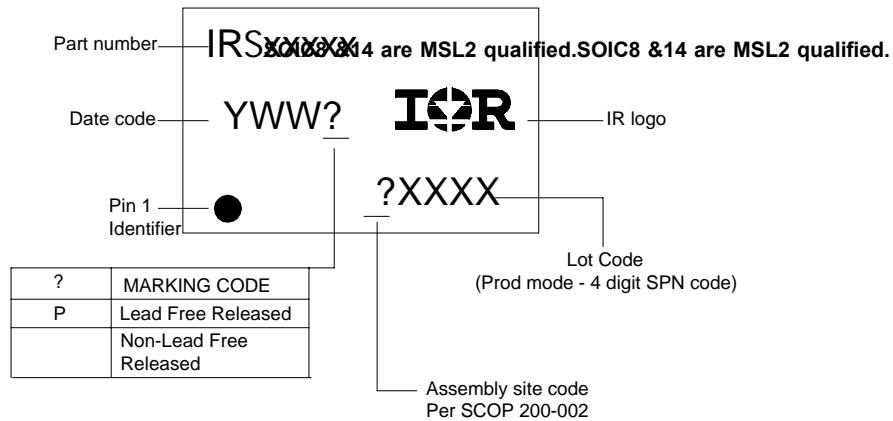 Part number
IRSxxxxx
SOIC8 &14 are MSL2 qualified.SOIC8 &14 are MSL2 qualified.
Date code
YWW?
IOR
IR logo
Pin 1
Identifier
?XXXX
Lot Code
(Prod mode - 4 digit SPN code)
? MARKING CODE
P Lead Free Released
Non-Lead Free
Released
Assembly site code
Per SCOP 200-002